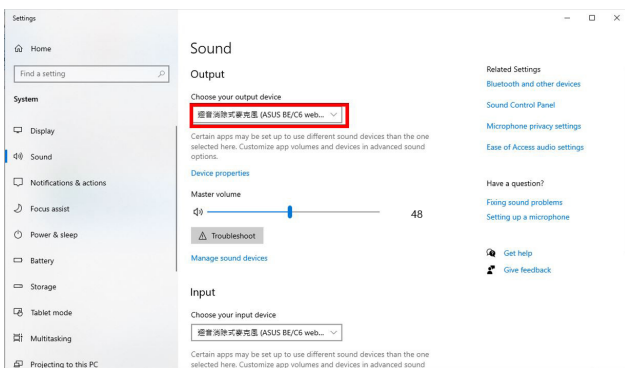 Settings
Home
Find a setting
System
Display
Sound
Notifications & actions
Focus assist
Power & sleep
Battery
Storage
Tablet mode
Multitasking
Projecting to this PC
Sound
Output
Choose your output device
迴音消除式麥克風 (ASUS BE/C6 web...
Certain apps may be set up to use different sound devices than the one
selected here. Customize app volumes and devices in advanced sound
options.
Device properties
Master volume
48
Troubleshoot
Manage sound devices
Input
Choose your input device
迴音消除式麥克風 (ASUS BE/C6 web...
Certain apps may be set up to use different sound devices than the one
selected here. Customize app volumes and devices in advanced sound
Related Settings
Bluetooth and other devices
Sound Control Panel
Microphone privacy settings
Ease of Access audio settings
Have a question?
Fixing sound problems
Setting up a microphone
Get help
Give feedback